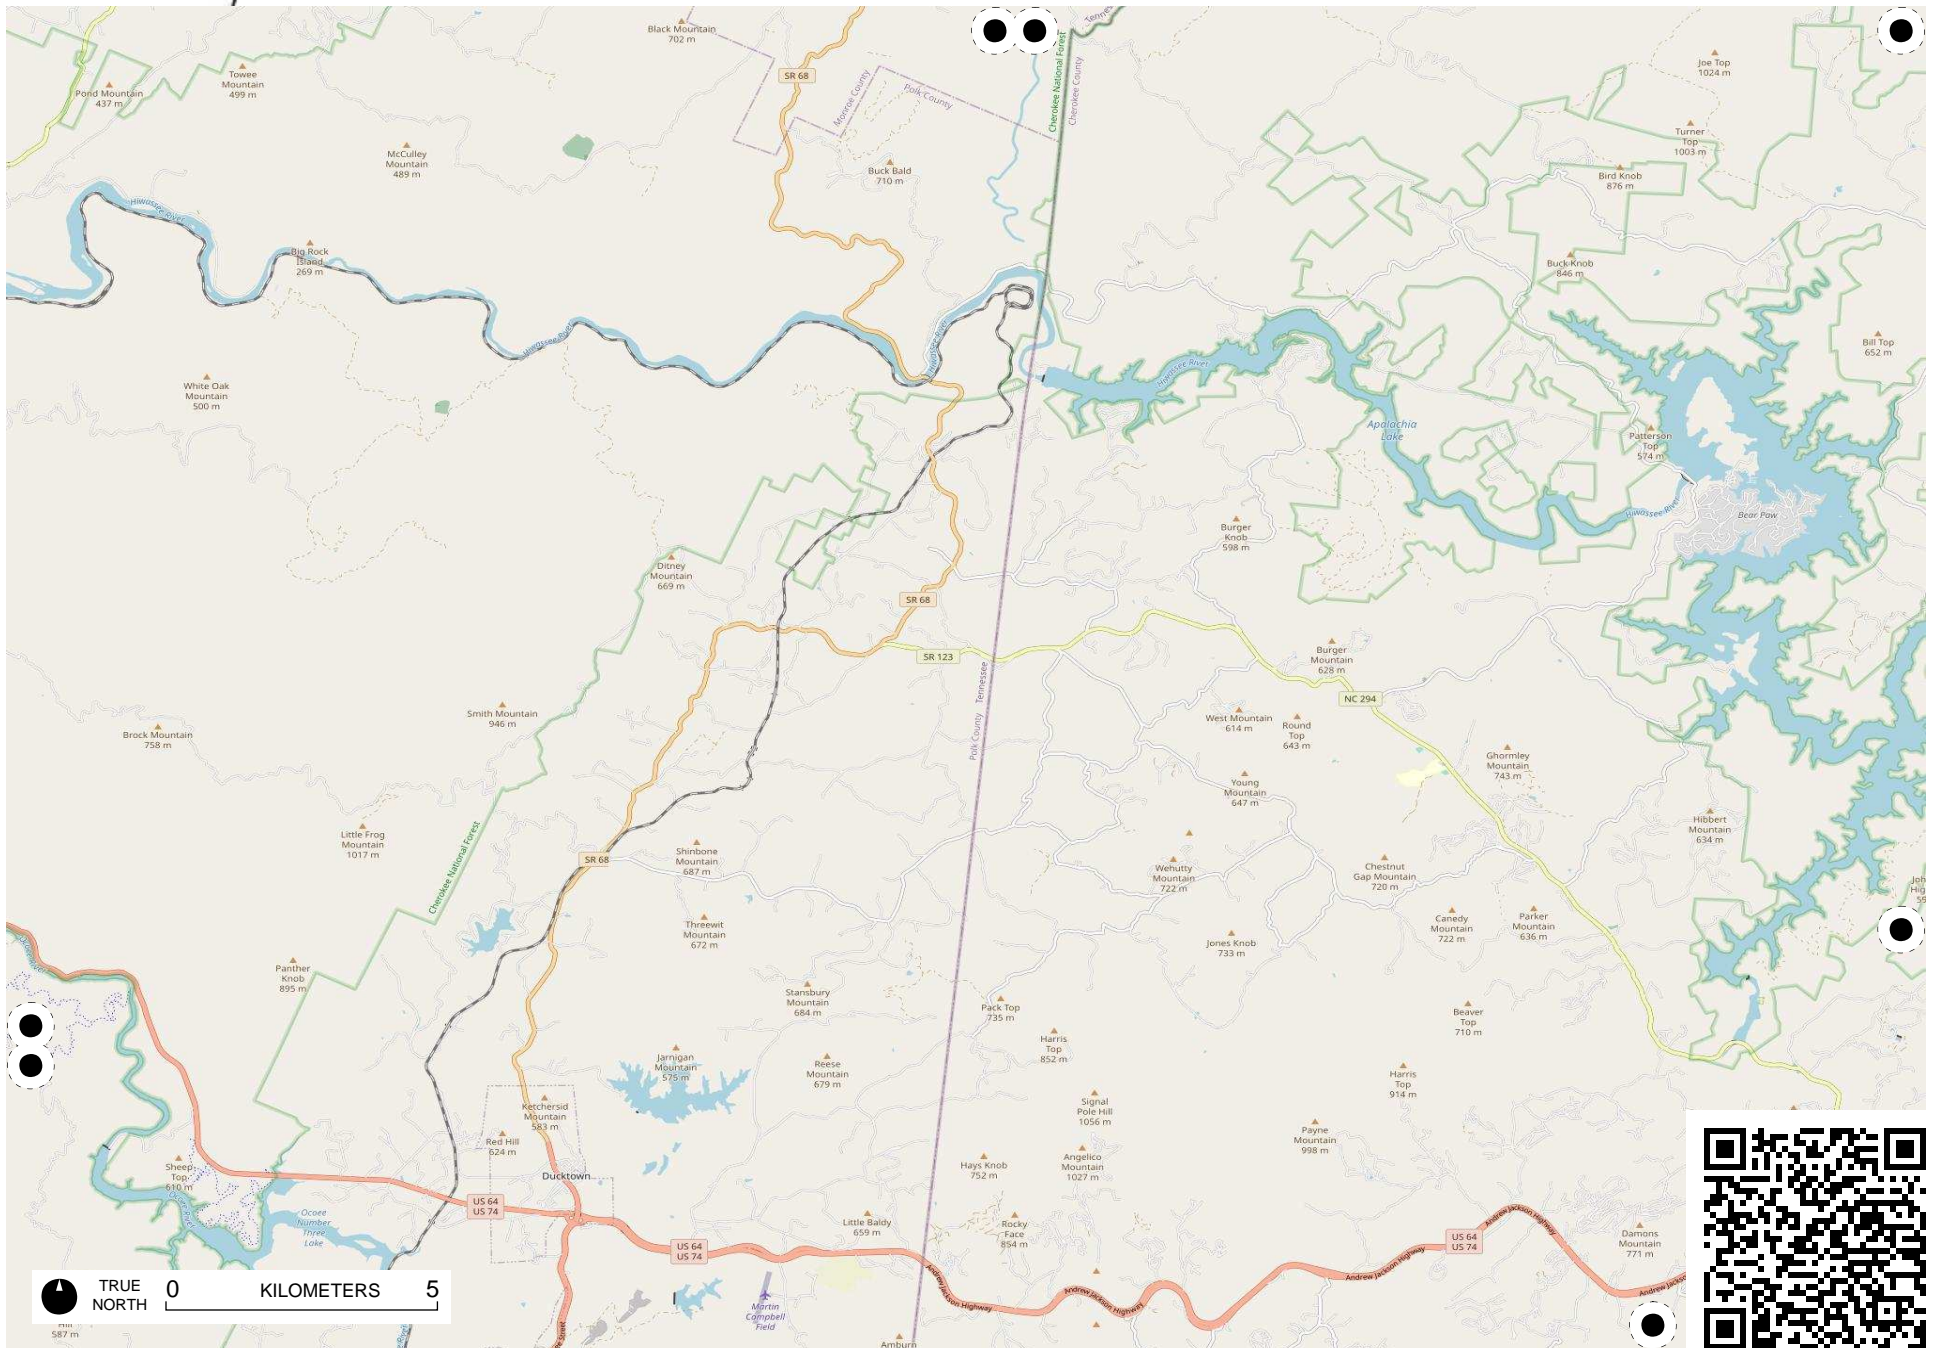 Black Mountain
702 m
Tennes
Joe Top
1024 m
Towee
Mountain
499 m
SR 68
Pond Mountain
437 m
Monroe County
Polk County
Cherokee National Forest
Cherokee County
Turner
Top
1003 m
McCulley
Mountain
489 m
Buck Bald
710 m
Bird Knob
876 m
Hiwassee River
Big Rock
Island
269 m
Buck Knob
846 m
Hiwassee River
Hiwassee River
Bill Top
652 m
Hiwassee River
White Oak
Mountain
500 m
Apalachia
Lake
Patterson
Top
574 m
Hiwassee River
Bear Paw
Burger
Knob
598 m
Ditney
Mountain
669 m
SR 68
SR 123
Burger
Mountain
628 m
NC 294
Polk County
Tennessee
Smith Mountain
946 m
West Mountain
614 m
Round
Top
643 m
Brock Mountain
758 m
Ghormley
Mountain
743 m
Young
Mountain
647 m
Hibbert
Mountain
634 m
Little Frog
Mountain
1017 m
Cherokee National Forest
SR 68
Shinbone
Mountain
687 m
Wehutty
Mountain
722 m
Chestnut
Gap Mountain
720 m
Threewit
Mountain
672 m
Canedy
Mountain
722 m
Parker
Mountain
636 m
Jones Knob
733 m
Panther
Knob
895 m
Stansbury
Mountain
684 m
Pack Top
735 m
Beaver
Top
710 m
Harris
Top
852 m
Jarnigan
Mountain
575 m
Reese
Mountain
679 m
Harris
Top
914 m
Ketchersid
Mountain
583 m
Signal
Pole Hill
1056 m
Red Hill
624 m
Payne
Mountain
998 m
Sheep
Top
610 m
Ducktown
Hays Knob
752 m
Angelico
Mountain
1027 m
Ocoee River
US 64
US 74
Ocoee
Number
Three
Lake
Little Baldy
659 m
Rocky
Face
854 m
US 64
US 74
US 64
US 74
Andrew Jackson Highway
Damons
Mountain
771 m
Andrew Jackson Highway
Andrew Jackson Highway
Andrew Jackson Highway
Andrew Jackso
TRUE
NORTH
0 KILOMETERS 5
Martin
Campbell
Field
Hill
587 m
Amburn